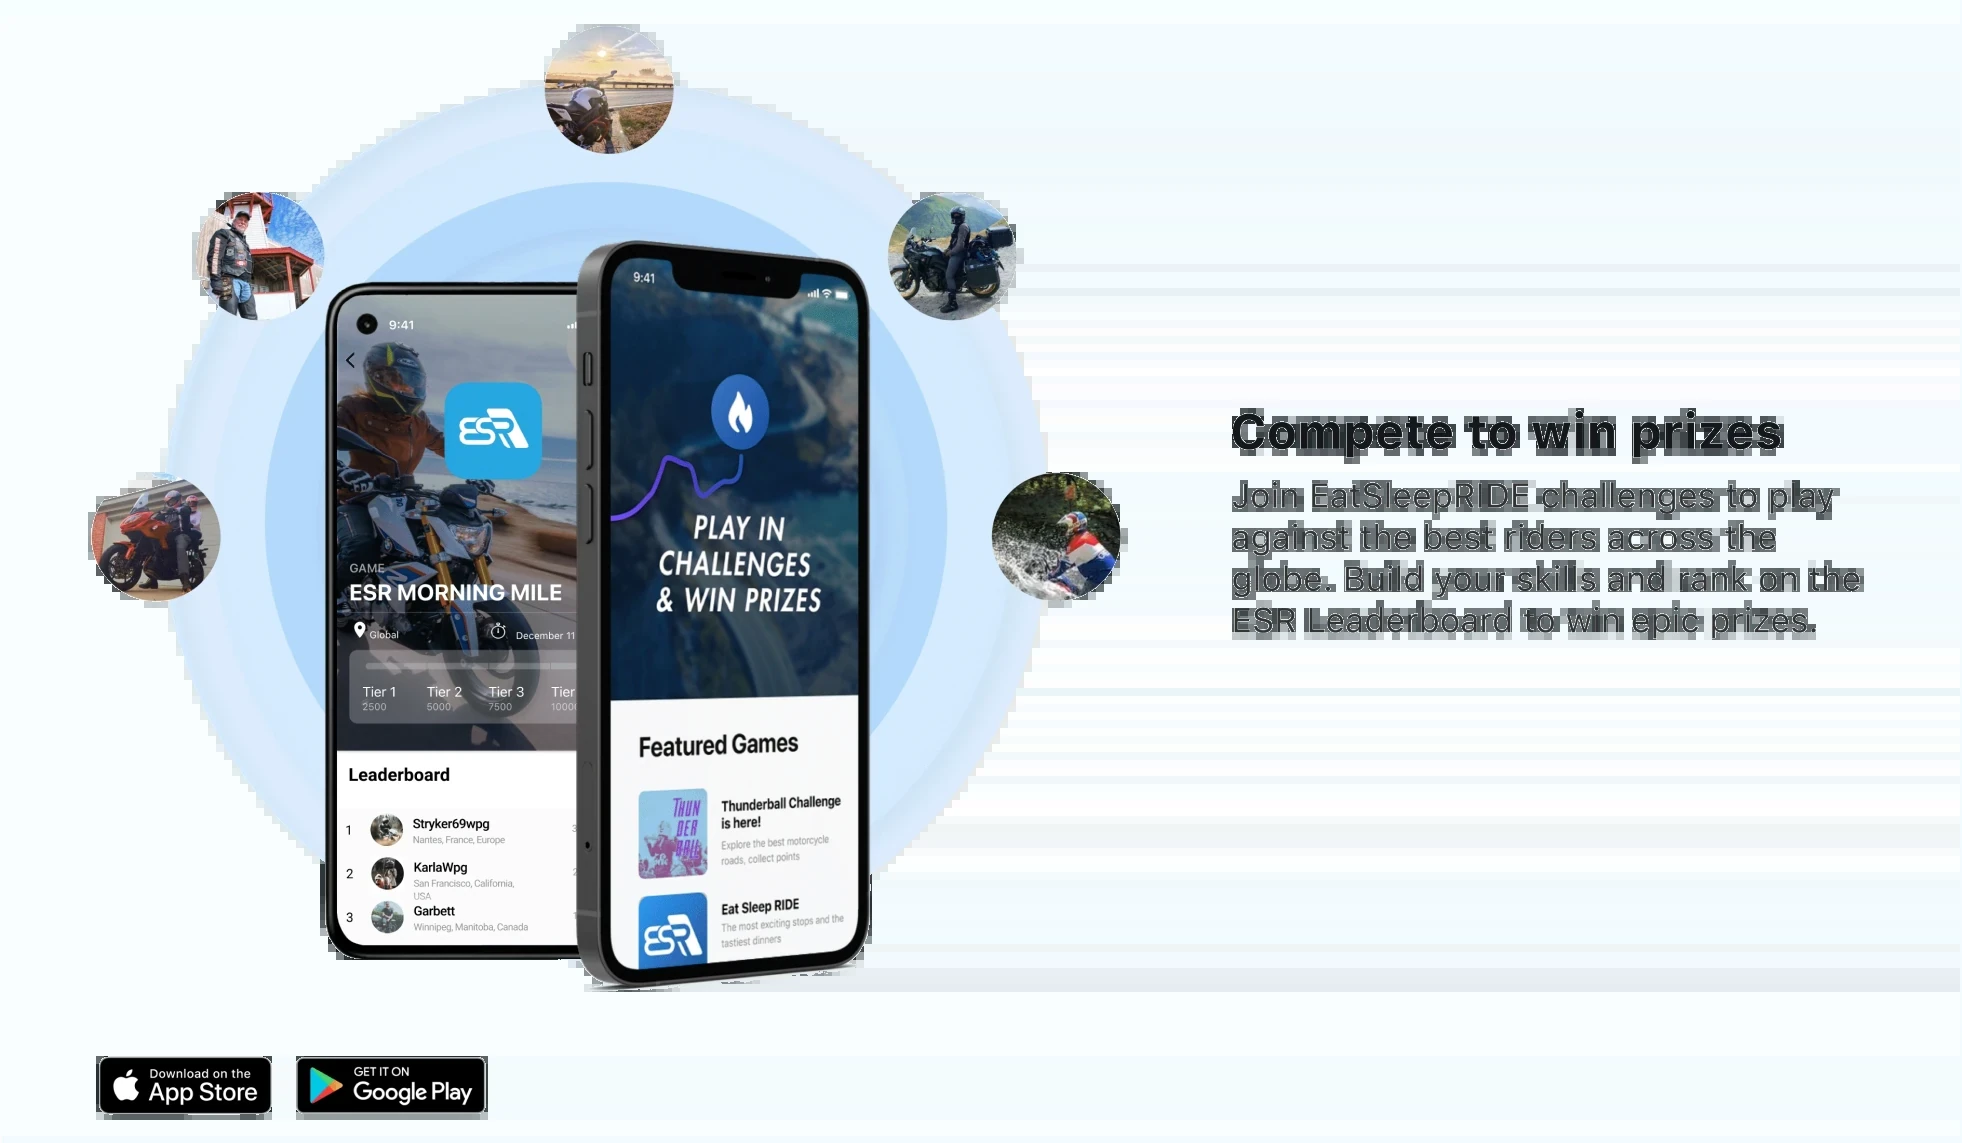 9:41
ESR
GAME
ESR MORNING MILE
Global
December 11
Tier 1
Tier 2
Tier 3
Tier
2500
5000
7500
Leaderboard
1
Stryker69wpg
Nantes, France, Europe
2
KarlaWpg
San Francisco, California,
USA
3
Garbett
Winnipeg, Manitoba, Canada
9:41
PLAY IN
CHALLENGES
& WIN PRIZES
Featured Games
THUN
DER
BALL
Thunderball Challenge
is here!
Explore the best motorcycle
roads, collect points
ESR
Eat Sleep RIDE
The most exciting stops and the
tastiest dinners
Compete to win prizes
Join EatSleepRIDE challenges to play
against the best riders across the
globe. Build your skills and rank on the
ESR Leaderboard to win epic prizes.
Download on the
App Store
GET IT ON
Google Play